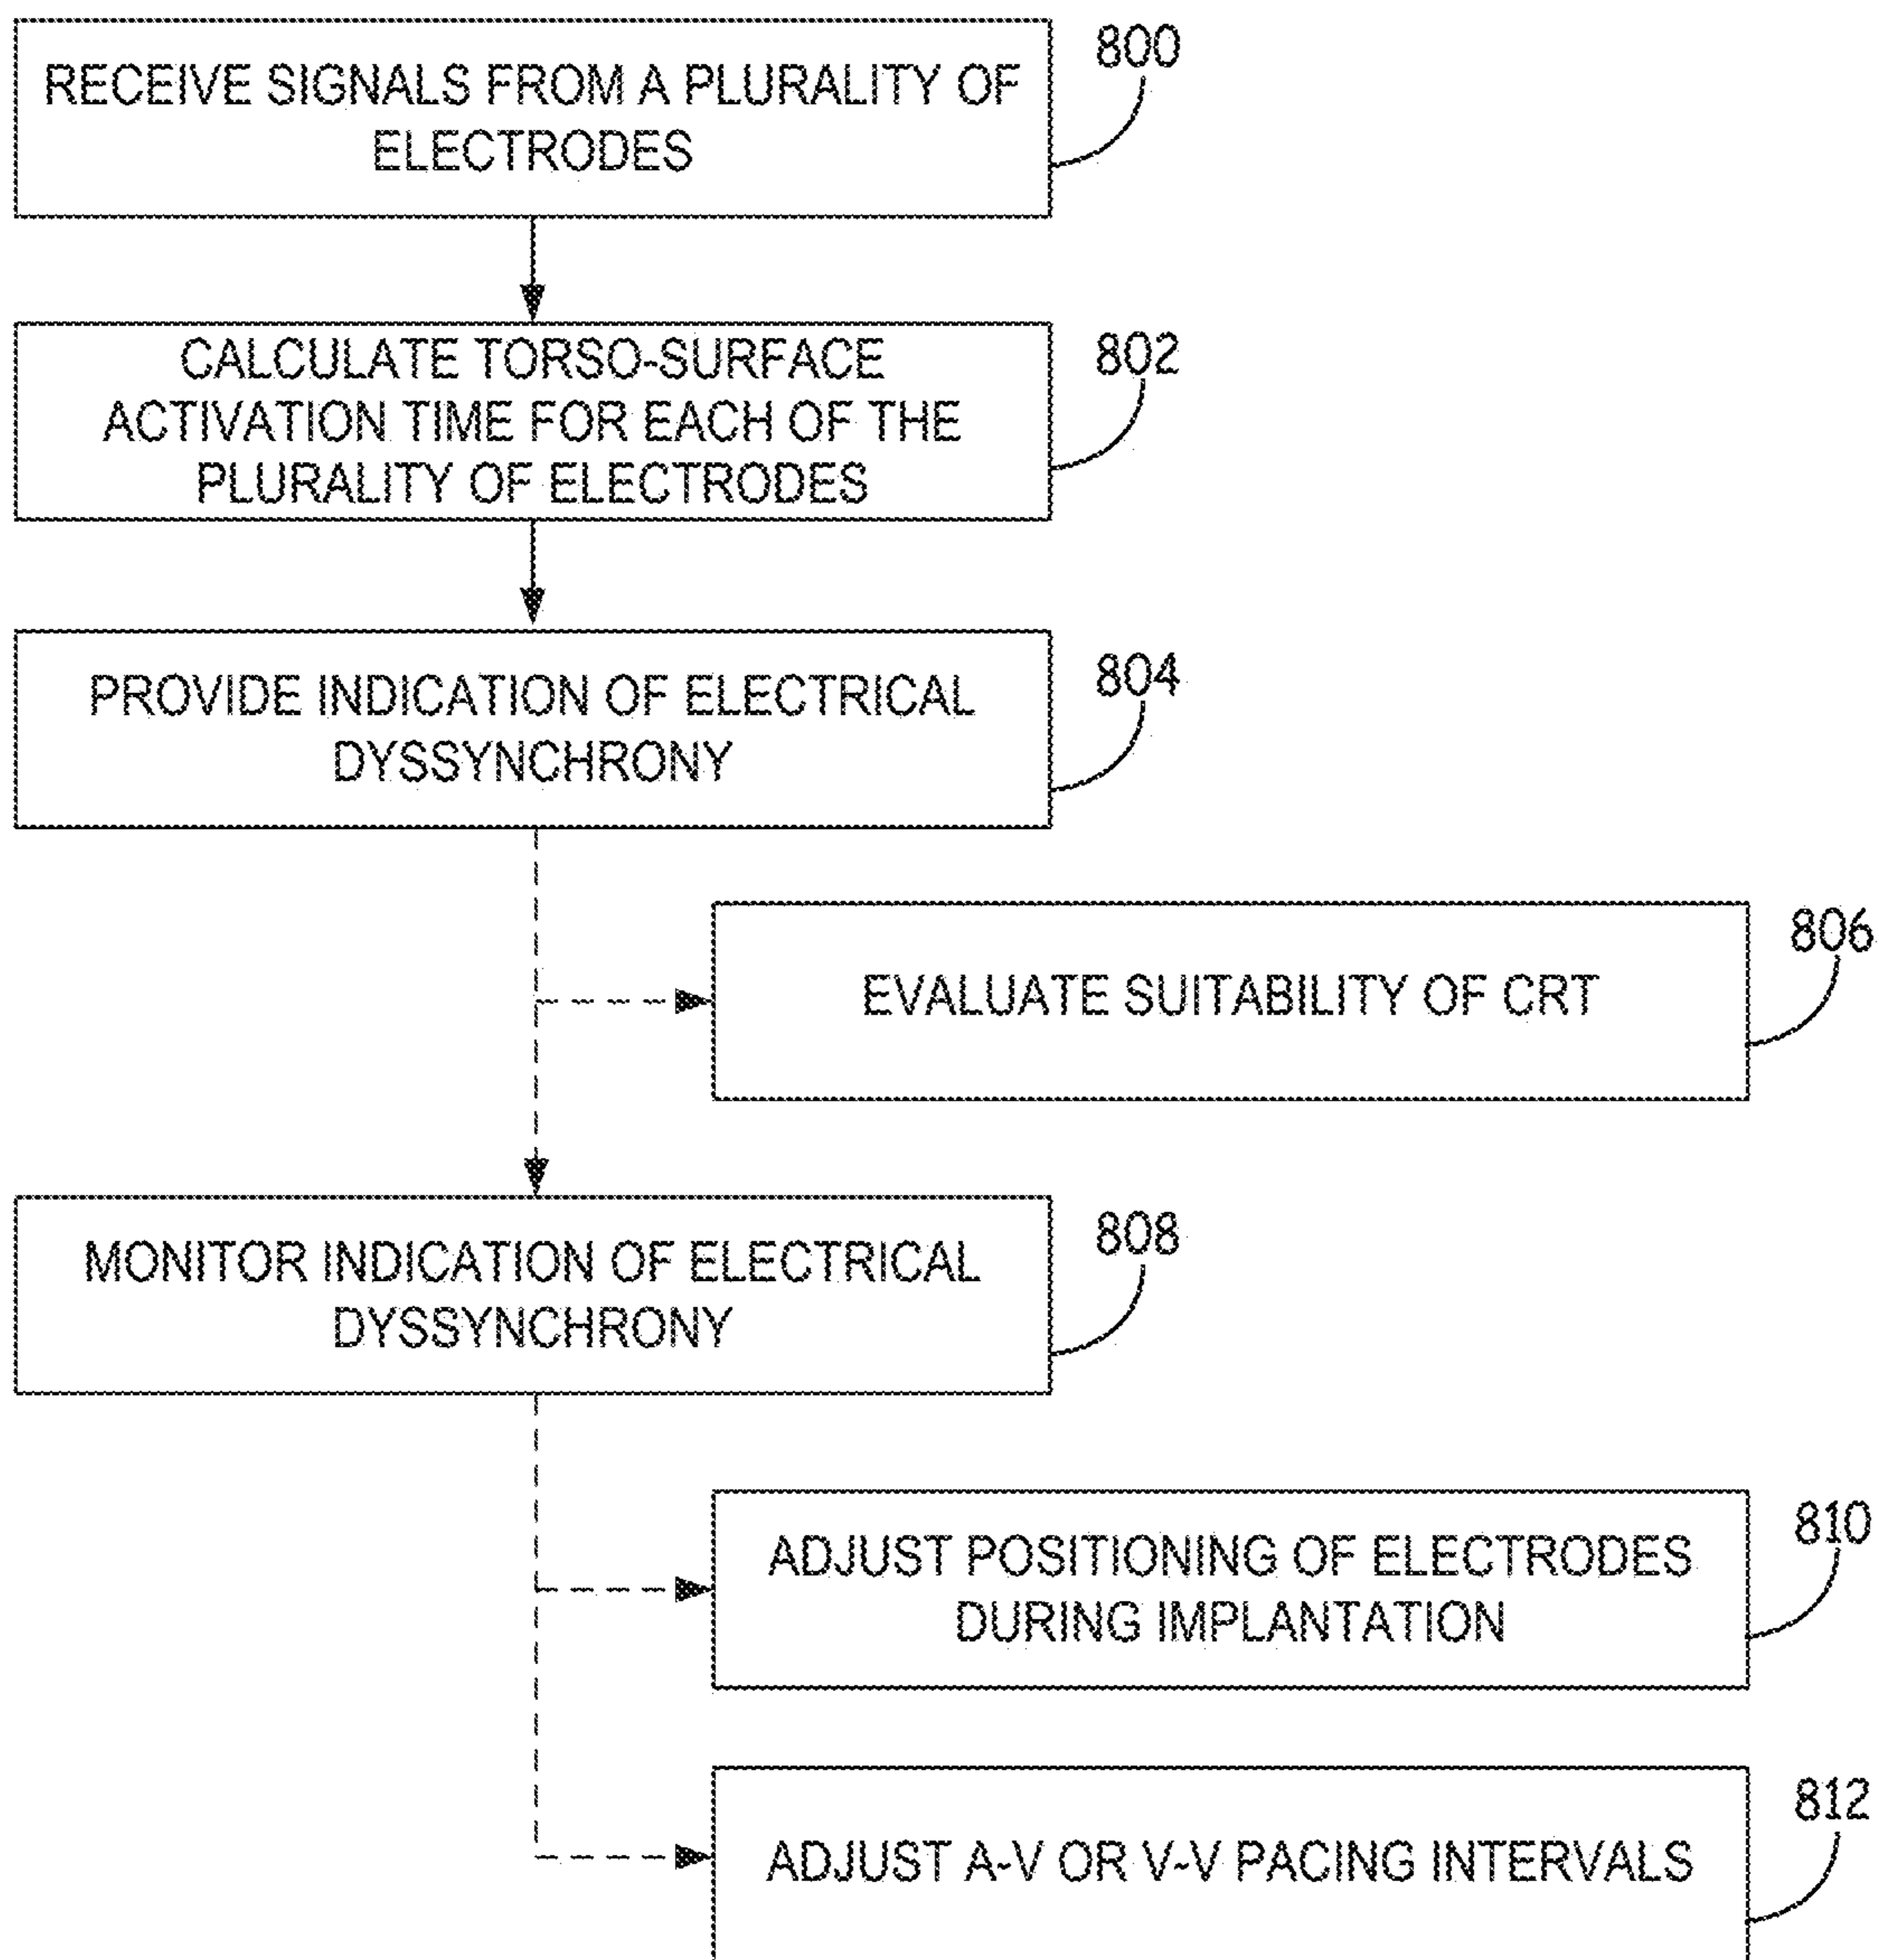 RECEIVE SIGNALS FROM A PLURALITY OF
ELECTRODES
800
CALCULATE TORSO-SURFACE
ACTIVATION TIME FOR EACH OF THE
PLURALITY OF ELECTRODES
802
PROVIDE INDICATION OF ELECTRICAL
DYSSYNCHRONY
804
EVALUATE SUITABILITY OF CRT
806
MONITOR INDICATION OF ELECTRICAL
DYSSYNCHRONY
808
ADJUST POSITIONING OF ELECTRODES
DURING IMPLANTATION
810
ADJUST A-V OR V-V PACING INTERVALS
812